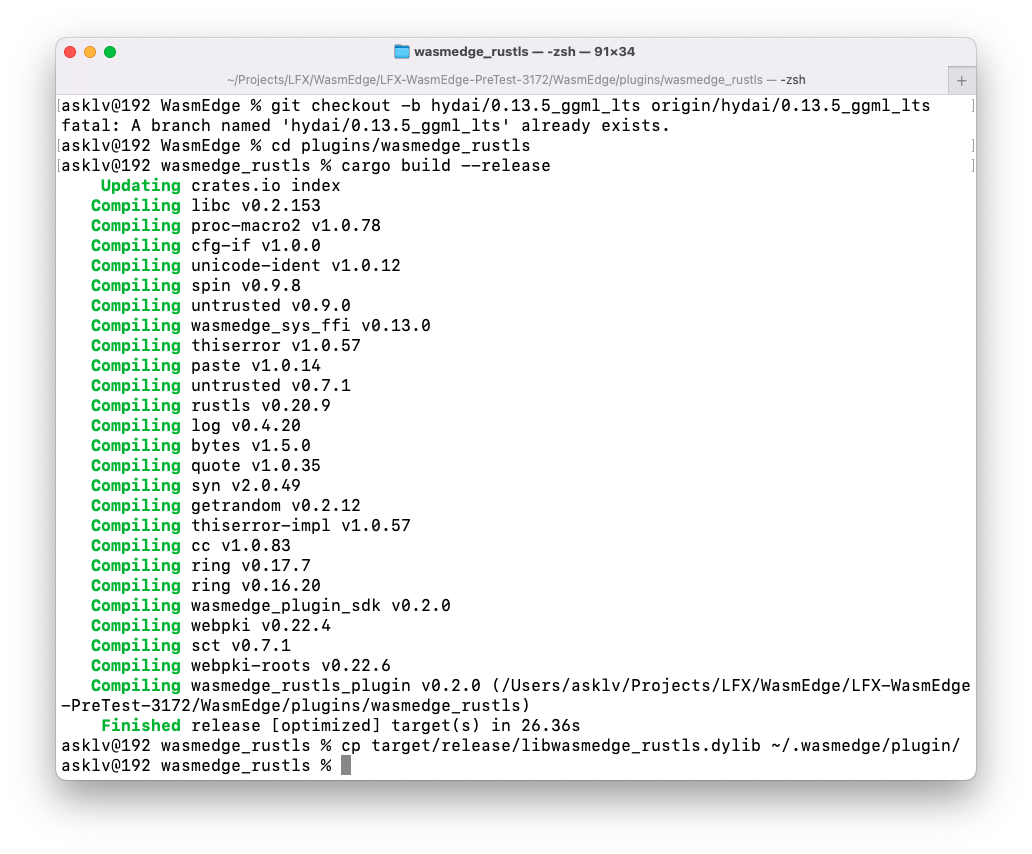 wasmedge_rustls — -zsh — 91×34
~/Projects/LFX/WasmEdge/LFX-WasmEdge-PreTest-3172/WasmEdge/plugins/wasmedge_rustls — -zsh +
[asklv@192 WasmEdge % git checkout -b hydai/0.13.5_ggml_lts origin/hydai/0.13.5_ggml_lts ]
fatal: A branch named 'hydai/0.13.5_ggml_lts' already exists.
[asklv@192 WasmEdge % cd plugins/wasmedge_rustls ]
[asklv@192 wasmedge_rustls % cargo build --release ]
Updating crates.io index
Compiling libc v0.2.153
Compiling proc-macro2 v1.0.78
Compiling cfg-if v1.0.0
Compiling unicode-ident v1.0.12
Compiling spin v0.9.8
Compiling untrusted v0.9.0
Compiling wasmedge_sys_ffi v0.13.0
Compiling thiserror v1.0.57
Compiling paste v1.0.14
Compiling untrusted v0.7.1
Compiling rustls v0.20.9
Compiling log v0.4.20
Compiling bytes v1.5.0
Compiling quote v1.0.35
Compiling syn v2.0.49
Compiling getrandom v0.2.12
Compiling thiserror-impl v1.0.57
Compiling cc v1.0.83
Compiling ring v0.17.7
Compiling ring v0.16.20
Compiling wasmedge_plugin_sdk v0.2.0
Compiling webpki v0.22.4
Compiling sct v0.7.1
Compiling webpki-roots v0.22.6
Compiling wasmedge_rustls_plugin v0.2.0 (/Users/asklv/Projects/LFX/WasmEdge/LFX-WasmEdge
-PreTest-3172/WasmEdge/plugins/wasmedge_rustls)
Finished release [optimized] target(s) in 26.36s
asklv@192 wasmedge_rustls % cp target/release/libwasmedge_rustls.dylib ~/.wasmedge/plugin/
asklv@192 wasmedge_rustls %